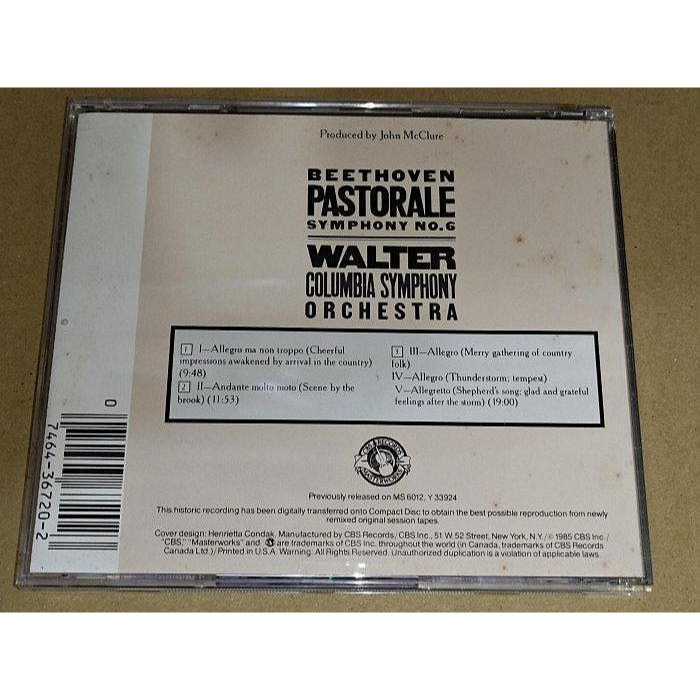 Produced by John McClure
BEETHOVEN
PASTORALE
SYMPHONY NO.6
WALTER
COLUMBIA SYMPHONY
ORCHESTRA
1 I—Allegro ma non troppo (Cheerful
impressions awakened by arrival in the country)
(9:48)
2 II—Andante molto moto (Scene by the
brook) (11:53)
3 III—Allegro (Merry gathering of country
folk)
IV—Allegro (Thunderstorm; tempest)
V—Allegretto (Shepherd's song; glad and grateful
feelings after the storm) (19:00)
CBS RECORDS
MASTERWORKS
Previously released on MS 6012, Y 33924
This historic recording has been digitally transferred onto Compact Disc to obtain the best possible reproduction from newly
remixed original session tapes.
Cover design: Henrietta Condak. Manufactured by CBS Records/CBS Inc., 51 W. 52 Street, New York, N.Y./© 1985 CBS Inc./
"CBS," "Masterworks" and are trademarks of CBS Inc. throughout the world (in Canada, trademarks of CBS Records
Canada Ltd.)/Printed in U.S.A. Warning: All Rights Reserved. Unauthorized duplication is a violation of applicable laws.
0
7464-36720-2